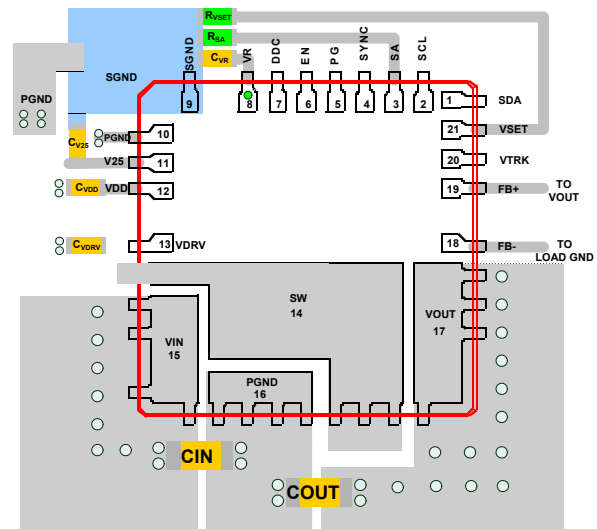 RVSET
RSA
CVR
SGND
PGND
SGND
VR
DDC
EN
PG
SYNC
SA
SCL
9
8
7
6
5
4
3
2
1
SDA
21
VSET
20
VTRK
19
FB+
TO
VOUT
18
FB-
TO
LOAD GND
PGND
10
CV25
V25
11
CVDD
VDD
12
CVDRV
13
VDRV
SW
14
VOUT
17
VIN
15
PGND
16
CIN
COUT